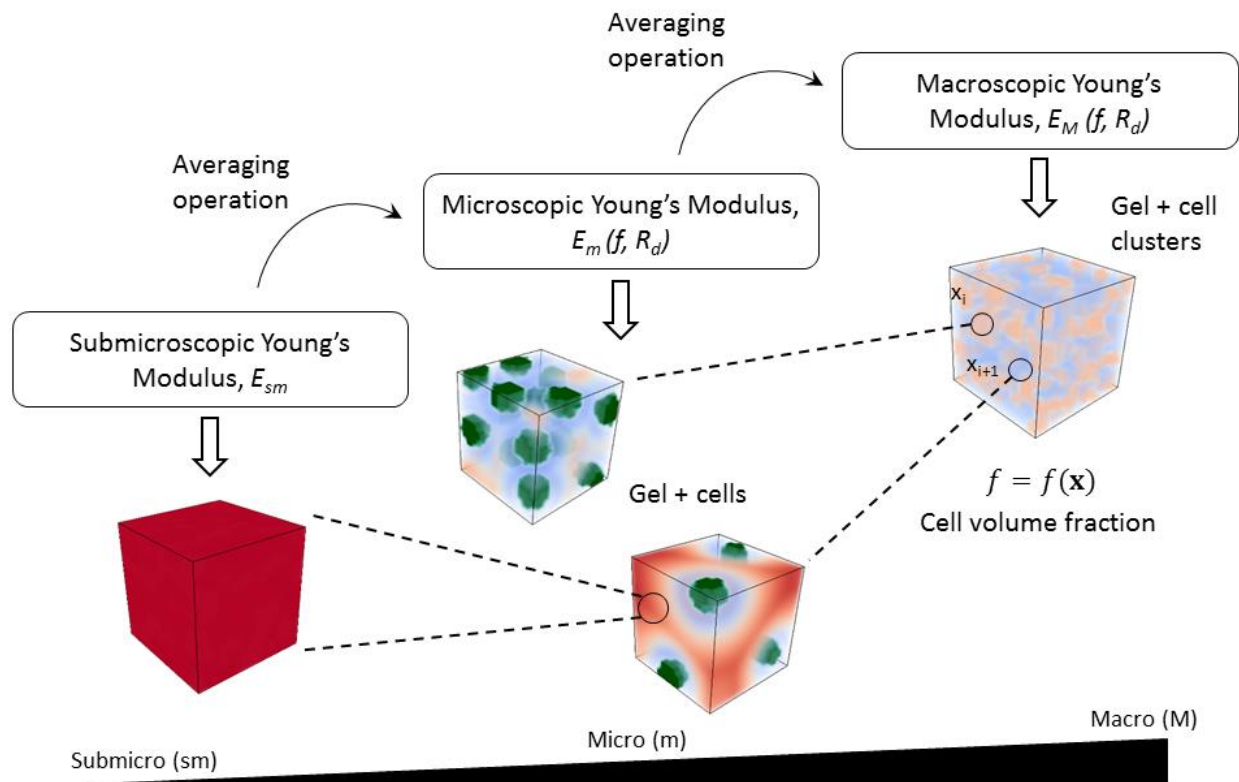 Averaging
operation
Macroscopic Young's
Modulus, E_M (f, R_d)
Averaging
operation
Microscopic Young's Modulus,
E_m (f, R_d)
Gel + cell
clusters
x_i
x_{i+1}
Submicroscopic Young's
Modulus, E_sm
Gel + cells
f = f(x)
Cell volume fraction
Submicro (sm)
Micro (m)
Macro (M)